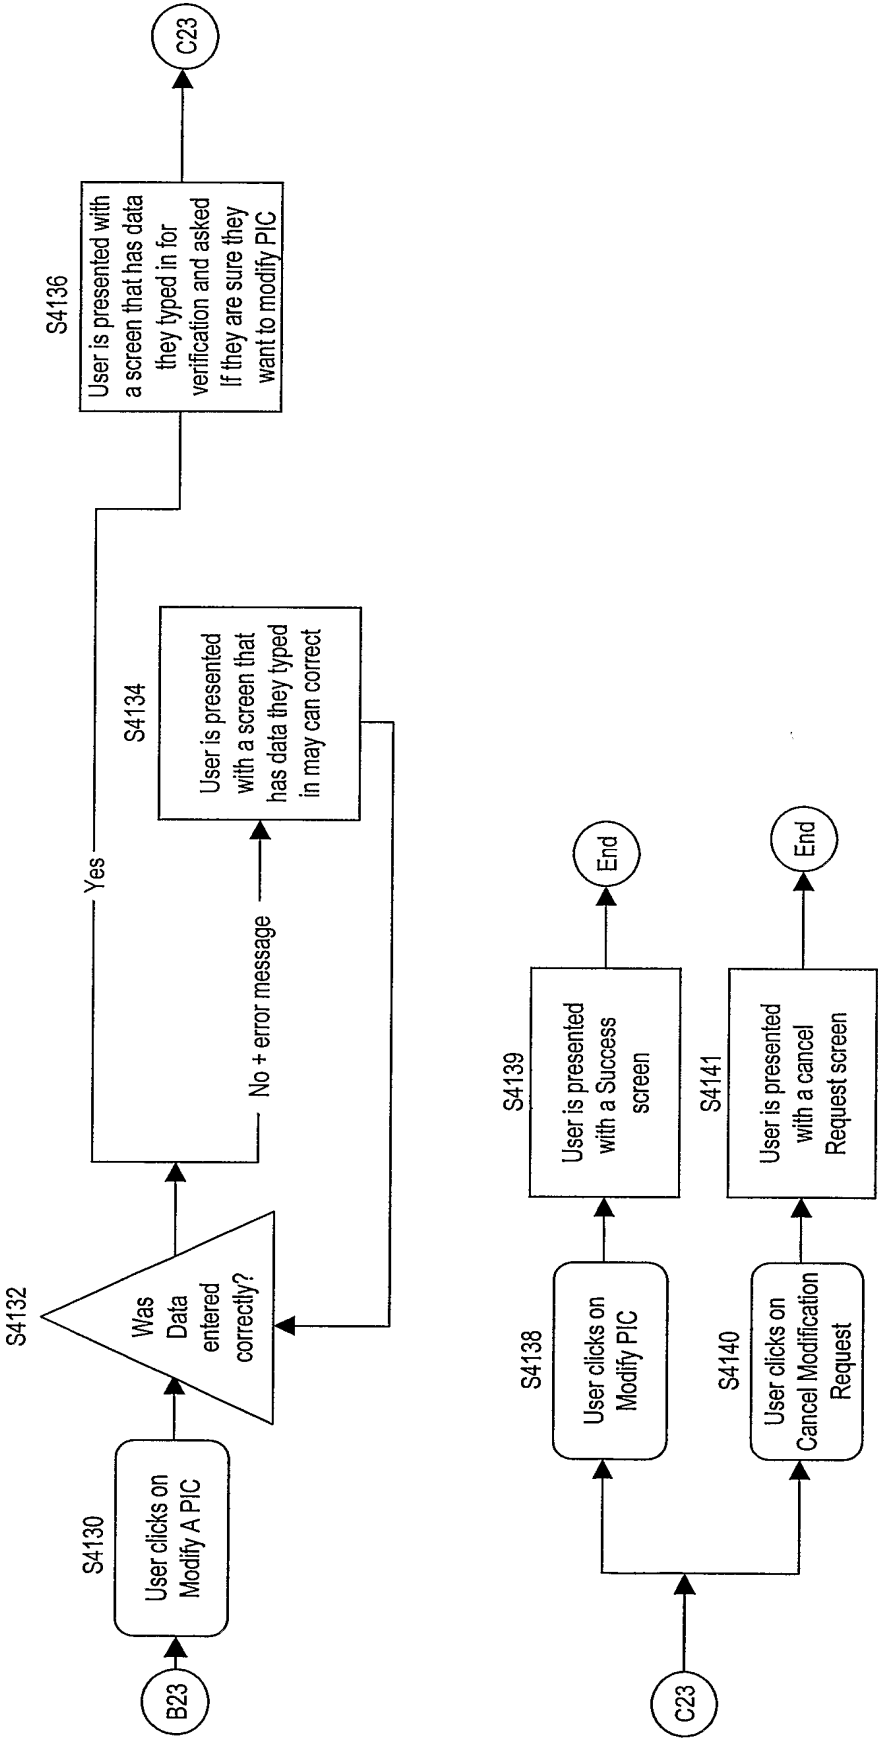 B23
S4130
User clicks on
Modify A PIC
S4132
Was
Data
entered
correctly?
Yes
No + error message
S4134
User is presented
with a screen that
has data they typed
in may can correct
S4136
User is presented with
a screen that has data
they typed in for
verification and asked
If they are sure they
want to modify PIC
C23
C23
S4138
User clicks on
Modify PIC
S4139
User is presented
with a Success
screen
End
S4140
User clicks on
Cancel Modification
Request
S4141
User is presented
with a cancel
Request screen
End